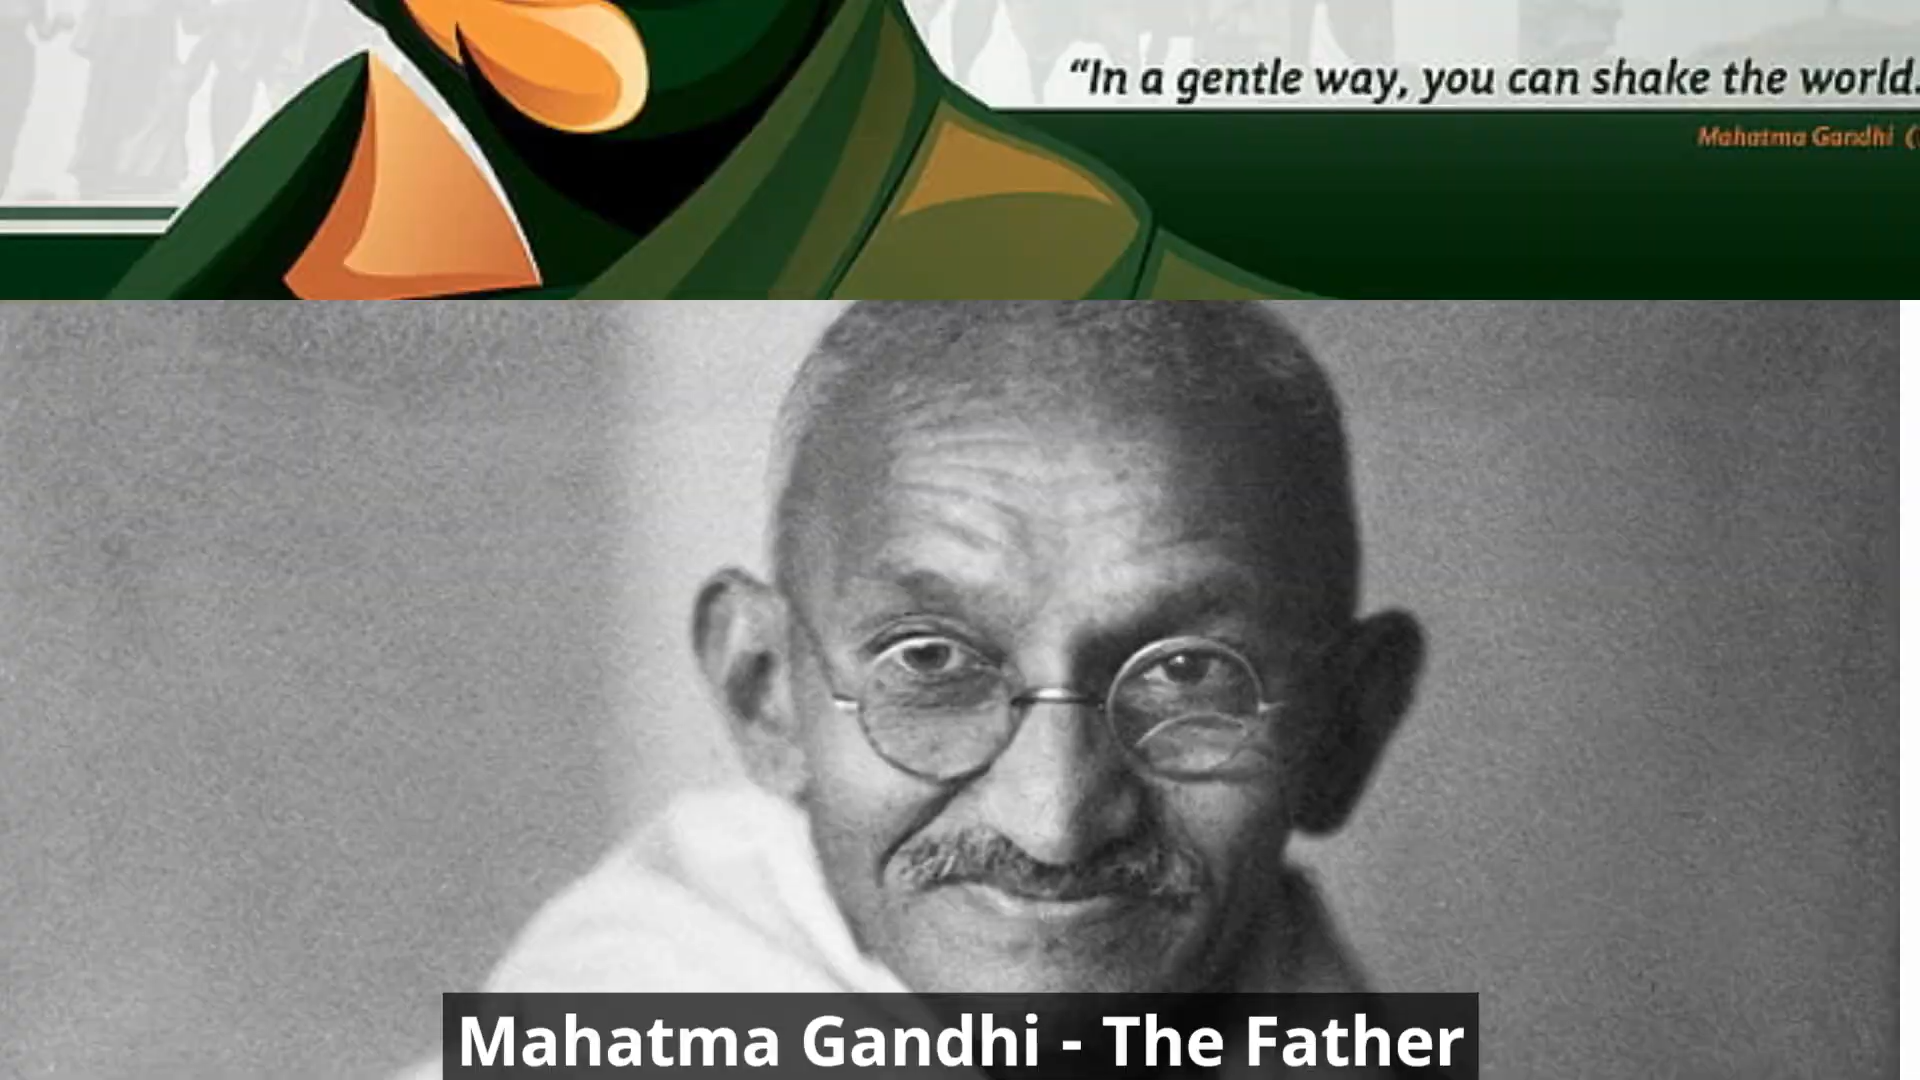 “In a gentle way, you can shake the world.
Mahatma Gandhi (
Mahatma Gandhi - The Father